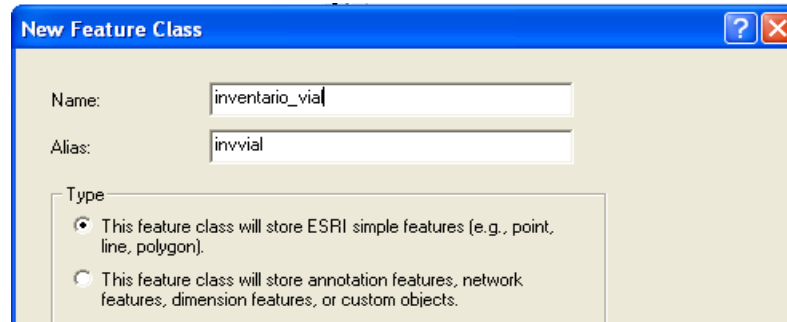 New Feature Class
Name:
inventario_vial
Alias:
invvial
Type
This feature class will store ESRI simple features (e.g., point,
line, polygon).
This feature class will store annotation features, network
features, dimension features, or custom objects.